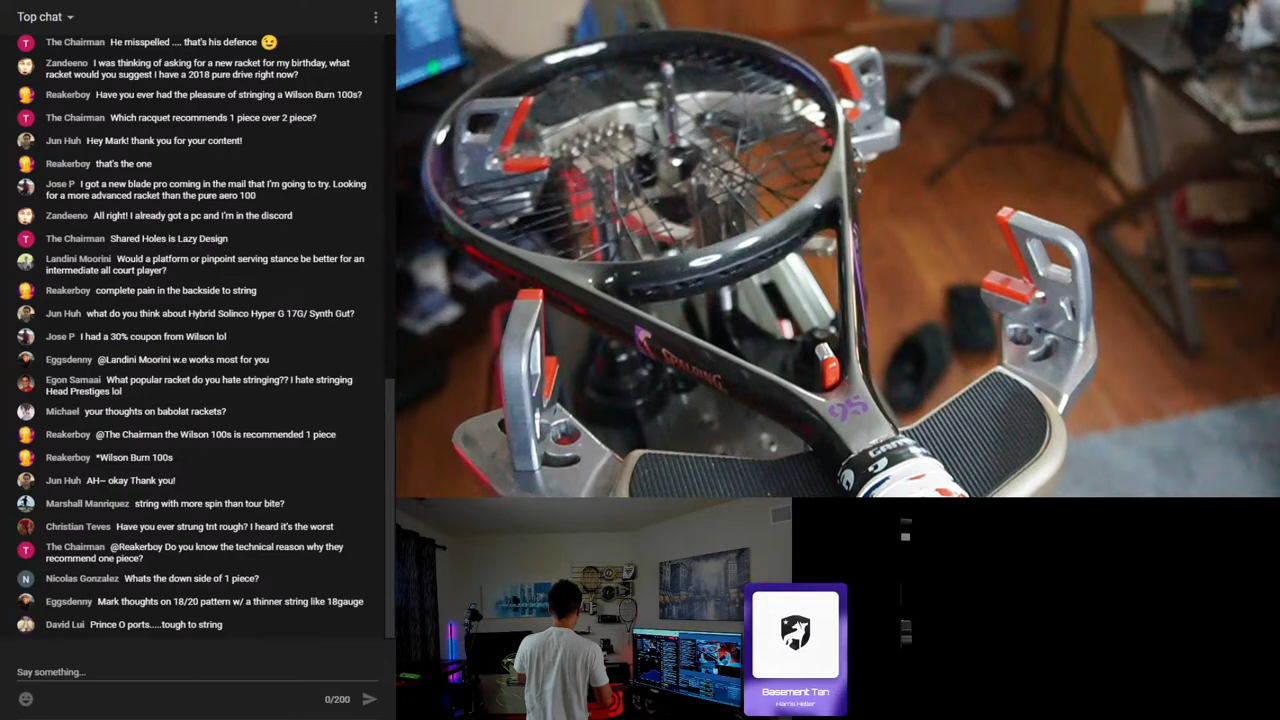 Top chat
The Chairman He misspelled .... that's his defence 😉
Zandeeno I was thinking of asking for a new racket for my birthday, what
racket would you suggest I have a 2018 pure drive right now?
Reakerboy Have you ever had the pleasure of stringing a Wilson Burn 100s?
The Chairman Which racquet recommends 1 piece over 2 piece?
Jun Huh Hey Mark! thank you for your content!
Reakerboy that's the one
Jose P I got a new blade pro coming in the mail that I'm going to try. Looking
for a more advanced racket than the pure aero 100
Zandeeno All right! I already got a pc and I'm in the discord
The Chairman Shared Holes is Lazy Design
Landini Moorini Would a platform or pinpoint serving stance be better for an
intermediate all court player?
Reakerboy complete pain in the backside to string
Jun Huh what do you think about Hybrid Solinco Hyper G 17G/ Synth Gut?
Jose P I had a 30% coupon from Wilson lol
Eggsdenny @Landini Moorini w.e works most for you
Egon Samaai What popular racket do you hate stringing?? I hate stringing
Head Prestiges lol
Michael your thoughts on babolat rackets?
Reakerboy @The Chairman the Wilson 100s is recommended 1 piece
Reakerboy *Wilson Burn 100s
Jun Huh AH~ okay Thank you!
Marshall Manriquez string with more spin than tour bite?
Christian Teves Have you ever strung tnt rough? I heard it's the worst
The Chairman @Reakerboy Do you know the technical reason why they
recommend one piece?
Nicolas Gonzalez Whats the down side of 1 piece?
Eggsdenny Mark thoughts on 18/20 pattern w/ a thinner string like 18gauge
David Lui Prince O ports.....tough to string
Say something...
0/200
SPALDING
95
GAMMA
Basement Tan
Harris Heller